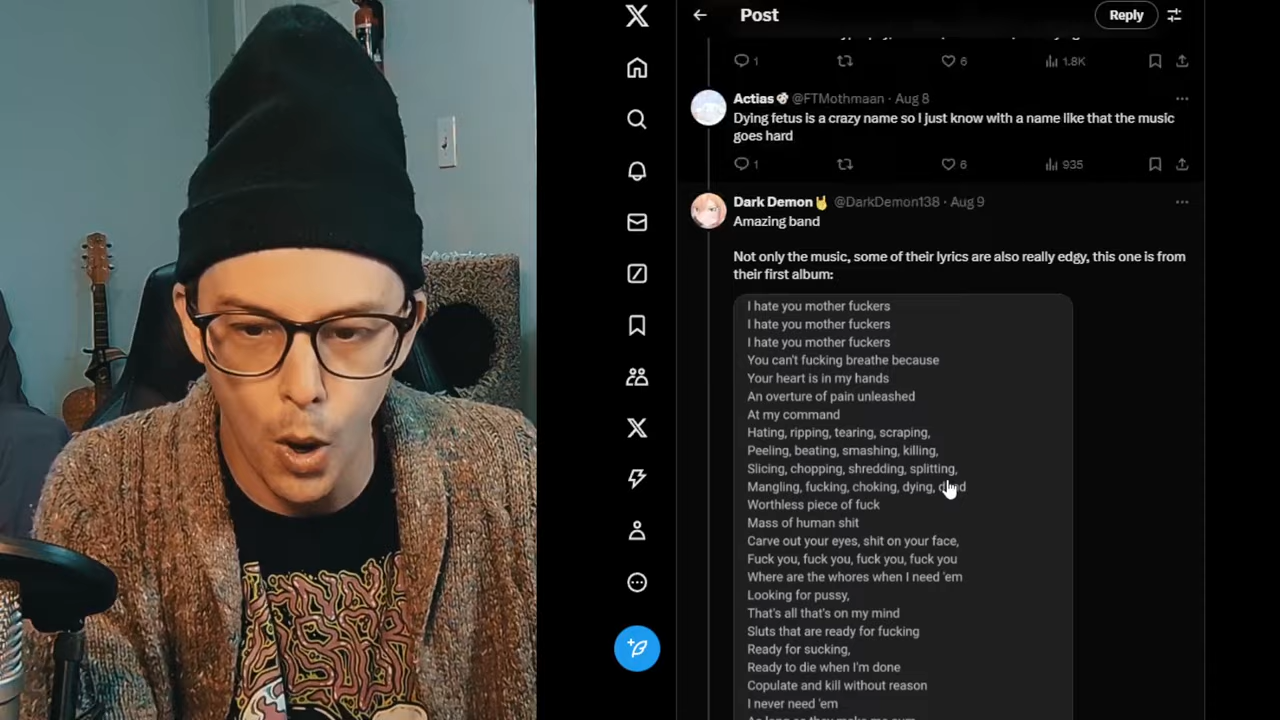 Post
Reply
1
6
1.8K
Actias @FTMothmaan · Aug 8
Dying fetus is a crazy name so I just know with a name like that the music
goes hard
1
6
935
Dark Demon @DarkDemon138 · Aug 9
Amazing band
Not only the music, some of their lyrics are also really edgy, this one is from
their first album:
I hate you mother fuckers
I hate you mother fuckers
I hate you mother fuckers
You can't fucking breathe because
Your heart is in my hands
An overture of pain unleashed
At my command
Hating, ripping, tearing, scraping,
Peeling, beating, smashing, killing,
Slicing, chopping, shredding, splitting,
Mangling, fucking, choking, dying,
Worthless piece of fuck
Mass of human shit
Carve out your eyes, shit on your face,
Fuck you, fuck you, fuck you, fuck you
Where are the whores when I need 'em
Looking for pussy,
That's all that's on my mind
Sluts that are ready for fucking
Ready for sucking,
Ready to die when I'm done
Copulate and kill without reason
I never need 'em